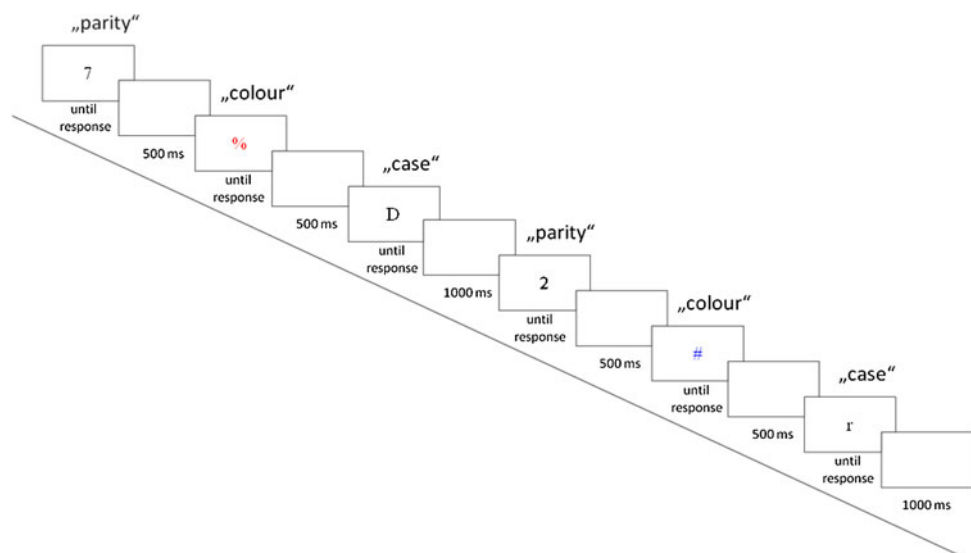 „parity“
7
until
response
500 ms
„colour“
%
until
response
500 ms
„case“
D
until
response
1000 ms
„parity“
2
until
response
500 ms
„colour“
#
until
response
500 ms
„case“
r
until
response
1000 ms